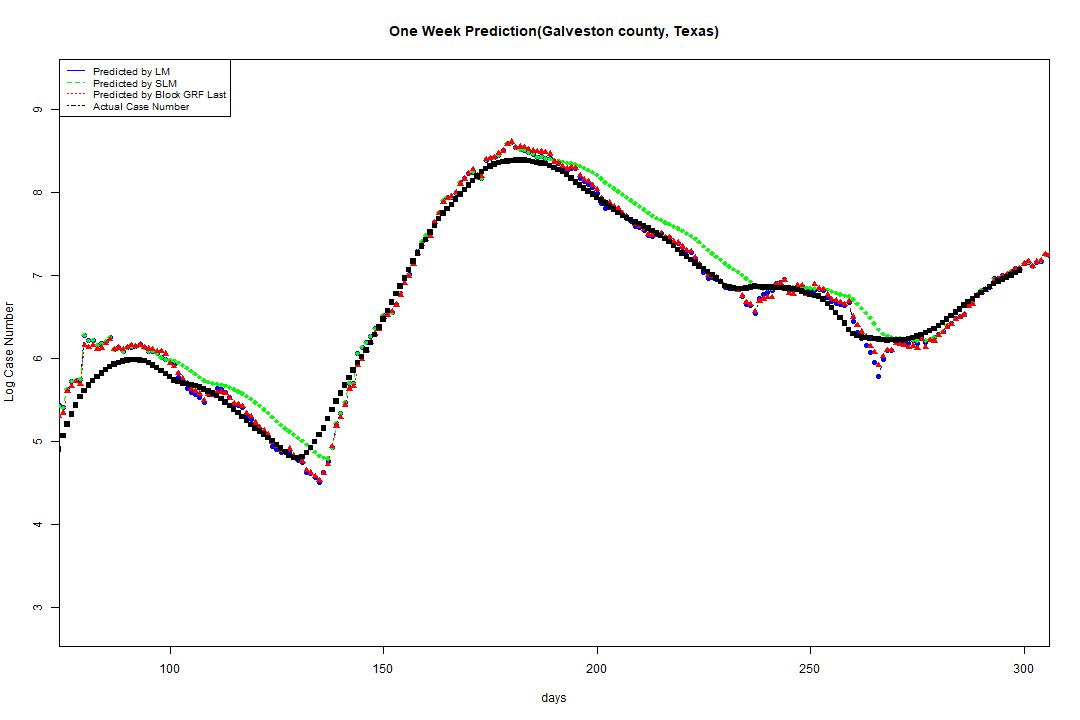 One Week Prediction(Galveston county, Texas)
Predicted by LM
Predicted by SLM
Predicted by Block GRF Last
Actual Case Number
9
8
7
6
5
4
3
Log Case Number
100 150 200 250 300
days